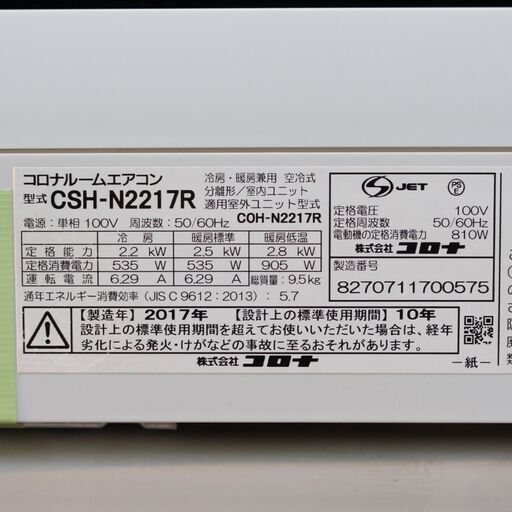 コロナルームエアコン
型式 CSH-N2217R
冷房・暖房兼用 空冷式
分離形/室内ユニット
適用室外ユニット型式
COH-N2217R
電源:単相100V 周波数:50/60Hz
冷房 暖房標準 暖房低温
定格能力 2.2 kW 2.5 kW 2.8 kW
定格消費電力 535 W 535 W 905 W
運転電流 6.29 A 6.29 A 総質量:9.5kg
通年エネルギー消費効率(JIS C 9612:2013): 5.7
S JET PS E
定格電圧 100V
定格周波数 50/60Hz
電動機の定格消費電力 810W
株式会社 コロナ
製造番号
8270711700575
【製造年】2017年 【設計上の標準使用期間】10年
設計上の標準使用期間を超えてお使いいただいた場合は、経年
劣化による発火・けがなどの事故に至るおそれがあります。
株式会社 コロナ
ー紙ー